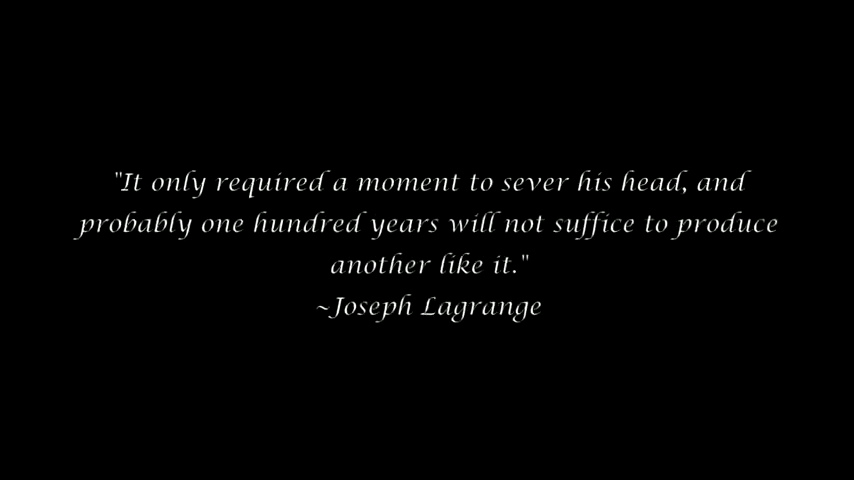 "It only required a moment to sever his head, and
probably one hundred years will not suffice to produce
another like it."
~Joseph Lagrange